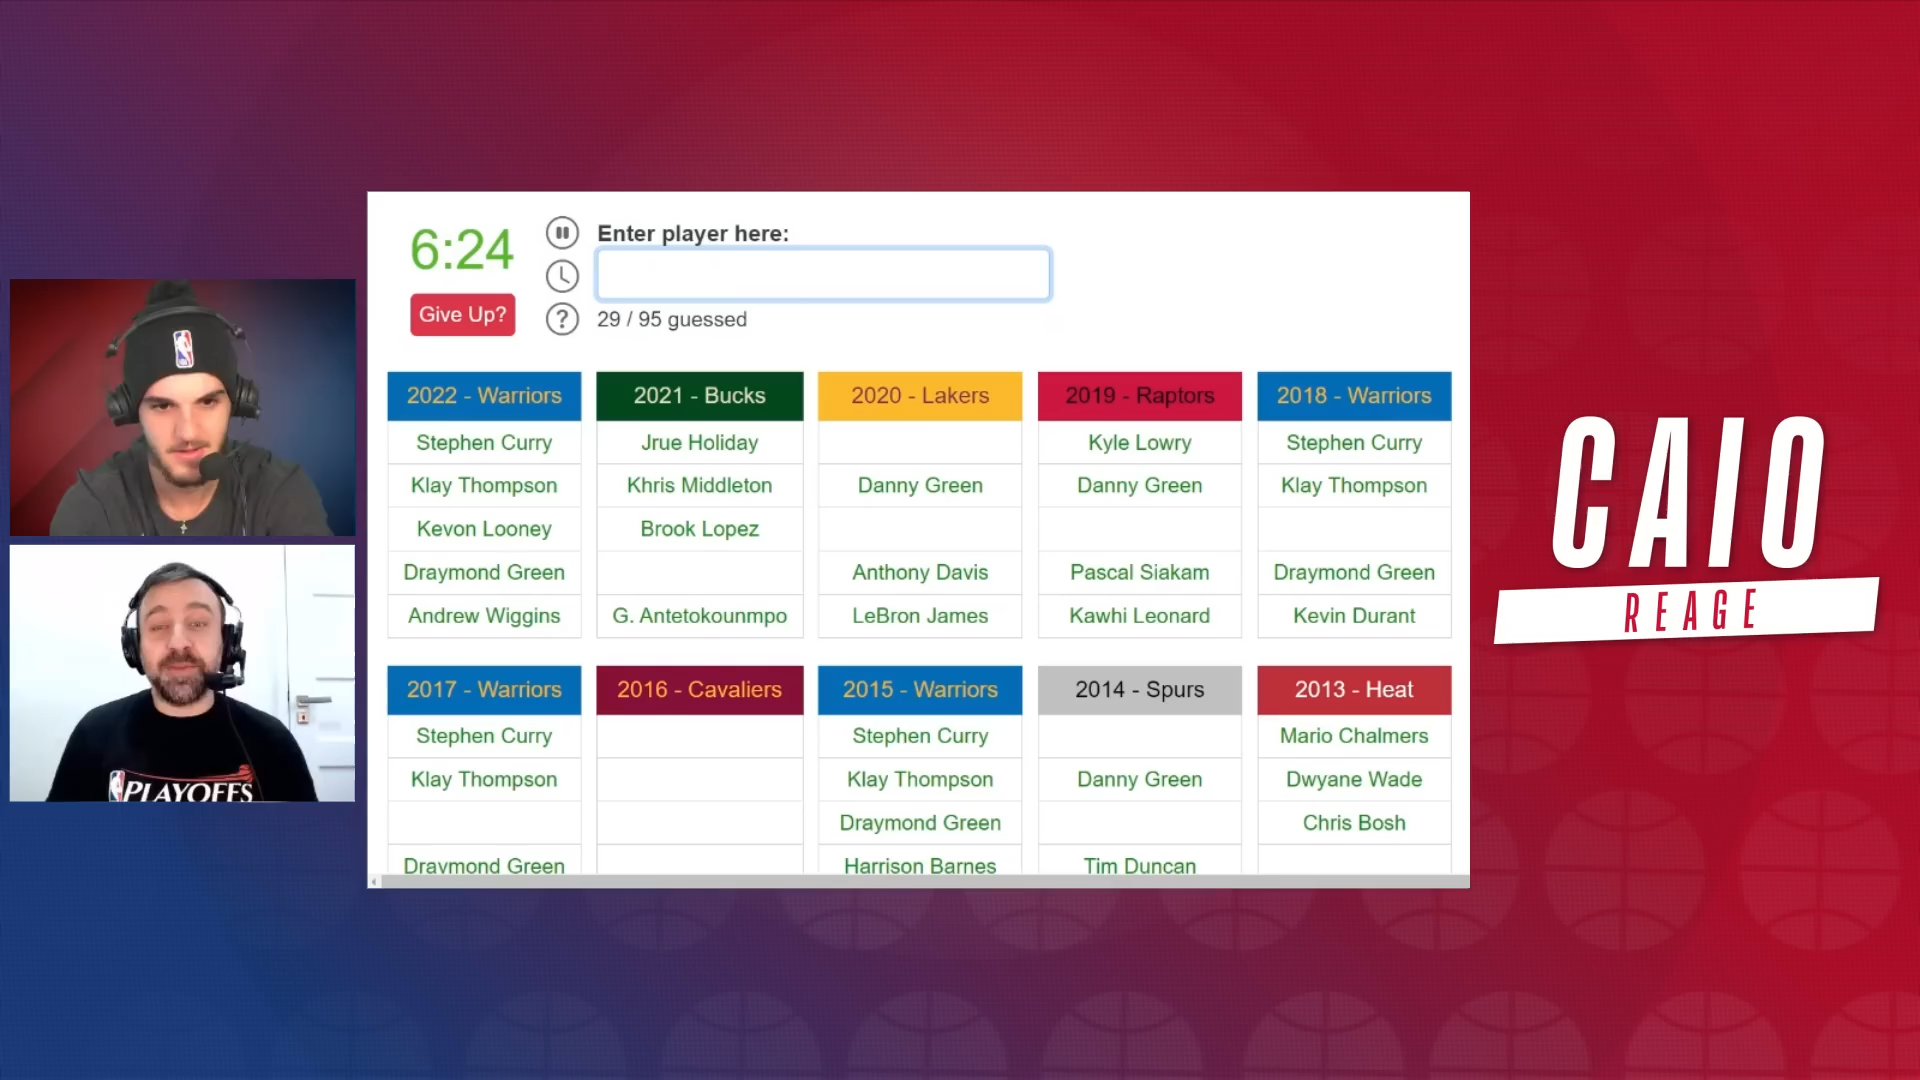 6:24
Give Up?
Enter player here:
29 / 95 guessed
2022 - Warriors
Stephen Curry
Klay Thompson
Kevon Looney
Draymond Green
Andrew Wiggins
2021 - Bucks
Jrue Holiday
Khris Middleton
Brook Lopez
G. Antetokounmpo
2020 - Lakers
Danny Green
Anthony Davis
LeBron James
2019 - Raptors
Kyle Lowry
Danny Green
Pascal Siakam
Kawhi Leonard
2018 - Warriors
Stephen Curry
Klay Thompson
Draymond Green
Kevin Durant
2017 - Warriors
Stephen Curry
Klay Thompson
Draymond Green
2016 - Cavaliers
2015 - Warriors
Stephen Curry
Klay Thompson
Draymond Green
Harrison Barnes
2014 - Spurs
Danny Green
Tim Duncan
2013 - Heat
Mario Chalmers
Dwyane Wade
Chris Bosh
PLAYOFFS
CAIO
REAGE